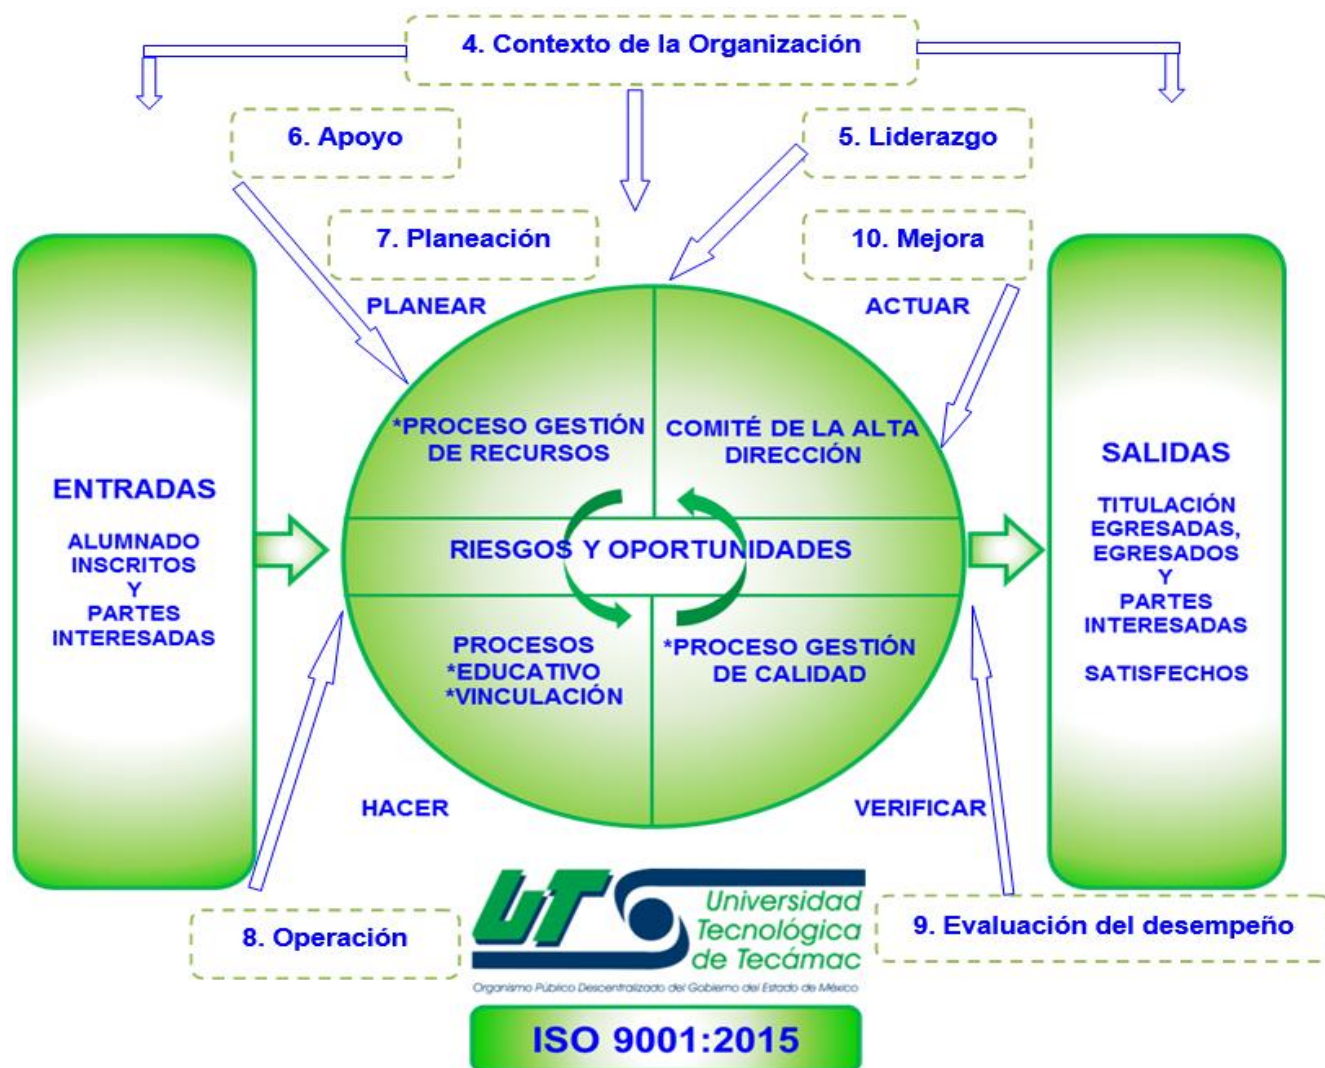 4. Contexto de la Organización
6. Apoyo
5. Liderazgo
7. Planeación
10. Mejora
PLANEAR
ACTUAR
*PROCESO GESTIÓN
DE RECURSOS
COMITÉ DE LA ALTA
DIRECCIÓN
ENTRADAS
ALUMNADO
INSCRITOS
Y
PARTES
INTERESADAS
RIESGOS Y OPORTUNIDADES
SALIDAS
TITULACIÓN
EGRESADAS,
EGRESADOS
Y
PARTES
INTERESADAS
SATISFECHOS
PROCESOS
*EDUCATIVO
*VINCULACIÓN
*PROCESO GESTIÓN
DE CALIDAD
HACER
VERIFICAR
8. Operación
9. Evaluación del desempeño
UT
Universidad
Tecnológica
de Tecámac
Organismo Público Descentralizado del Gobierno del Estado de México
ISO 9001:2015